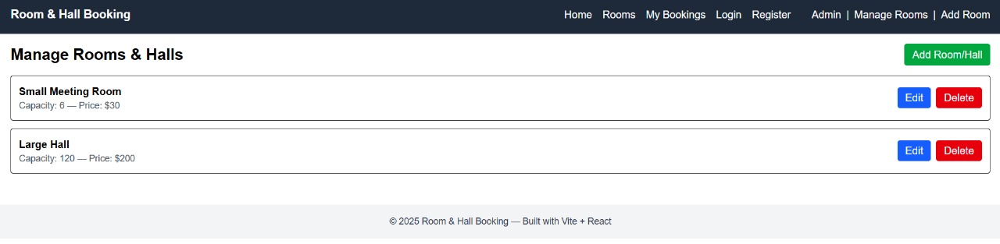 Room & Hall Booking
Home Rooms My Bookings Login Register Admin | Manage Rooms | Add Room
Manage Rooms & Halls
Add Room/Hall
Small Meeting Room
Capacity: 6 — Price: $30
Edit Delete
Large Hall
Capacity: 120 — Price: $200
Edit Delete
© 2025 Room & Hall Booking — Built with Vite + React